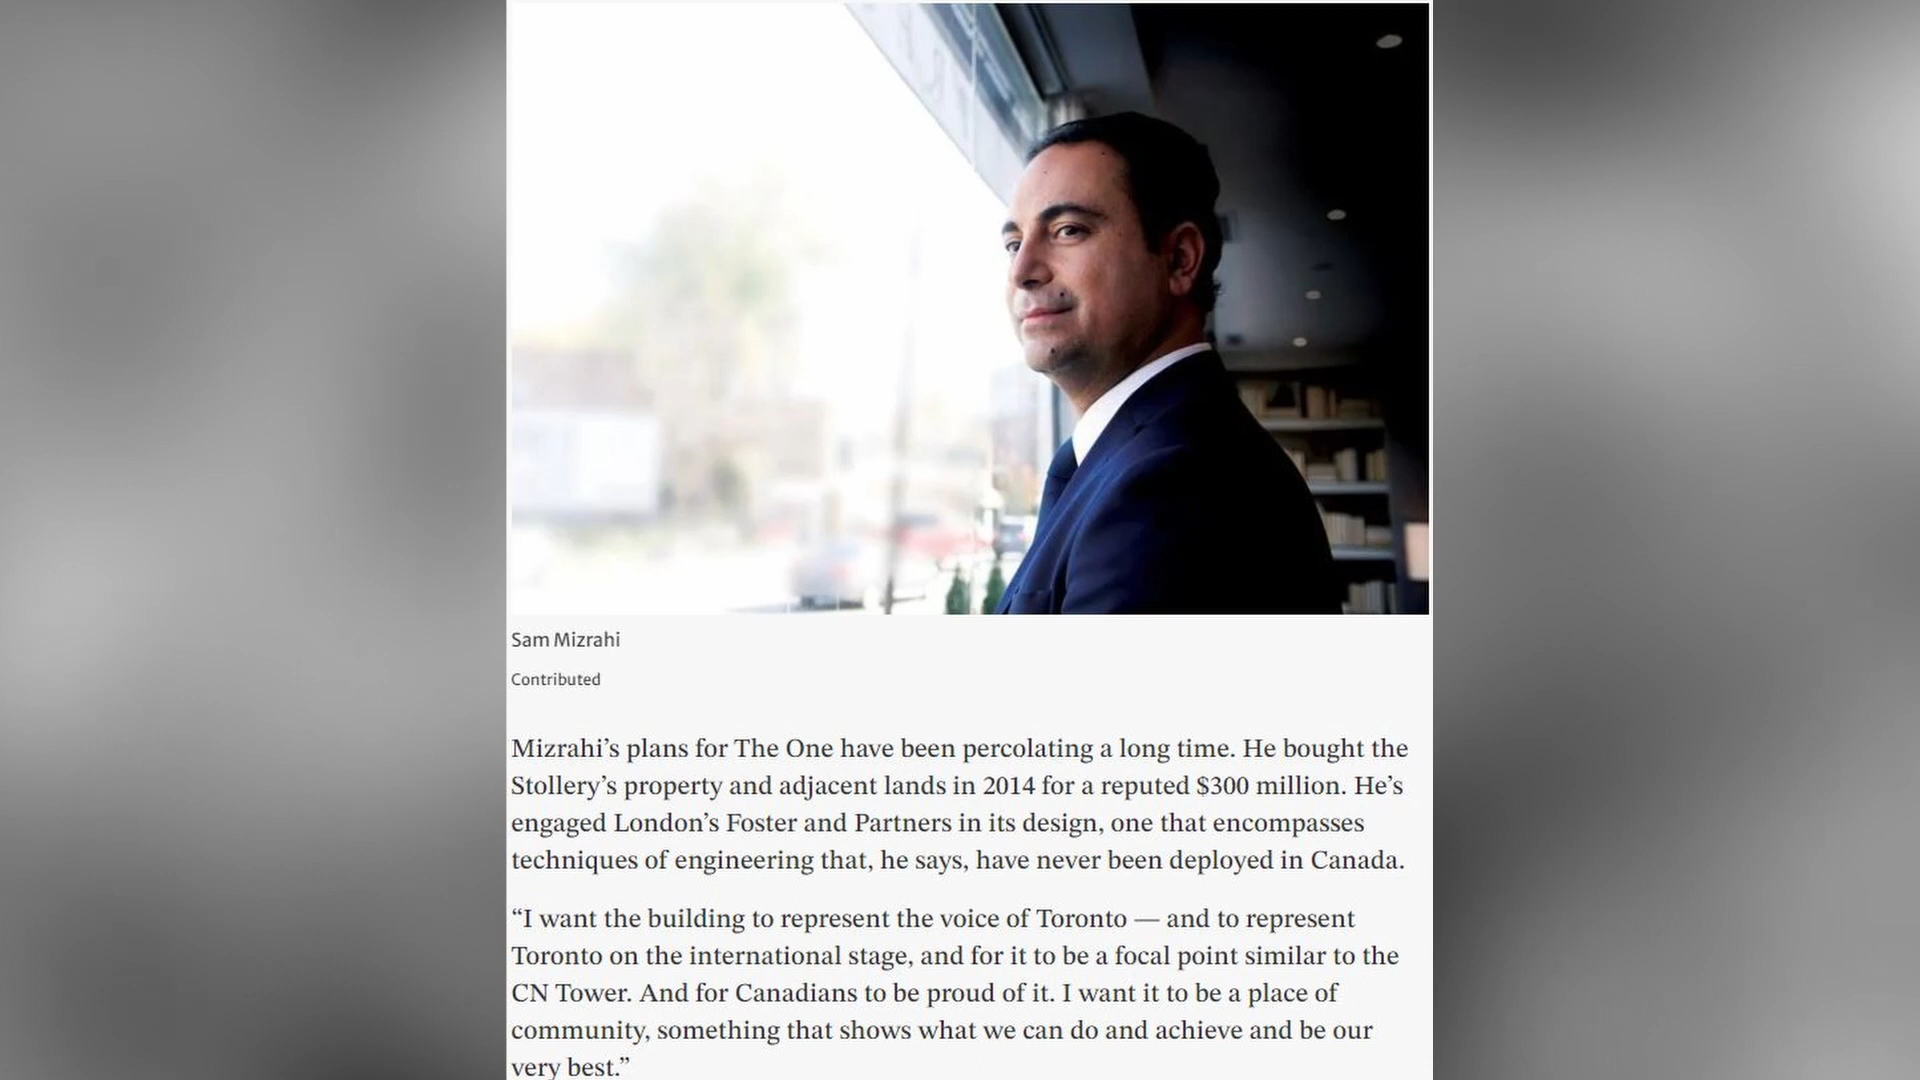 Sam Mizrahi
Contributed
Mizrahi’s plans for The One have been percolating a long time. He bought the
Stollery’s property and adjacent lands in 2014 for a reputed $300 million. He’s
engaged London’s Foster and Partners in its design, one that encompasses
techniques of engineering that, he says, have never been deployed in Canada.
“I want the building to represent the voice of Toronto — and to represent
Toronto on the international stage, and for it to be a focal point similar to the
CN Tower. And for Canadians to be proud of it. I want it to be a place of
community, something that shows what we can do and achieve and be our
very best.”